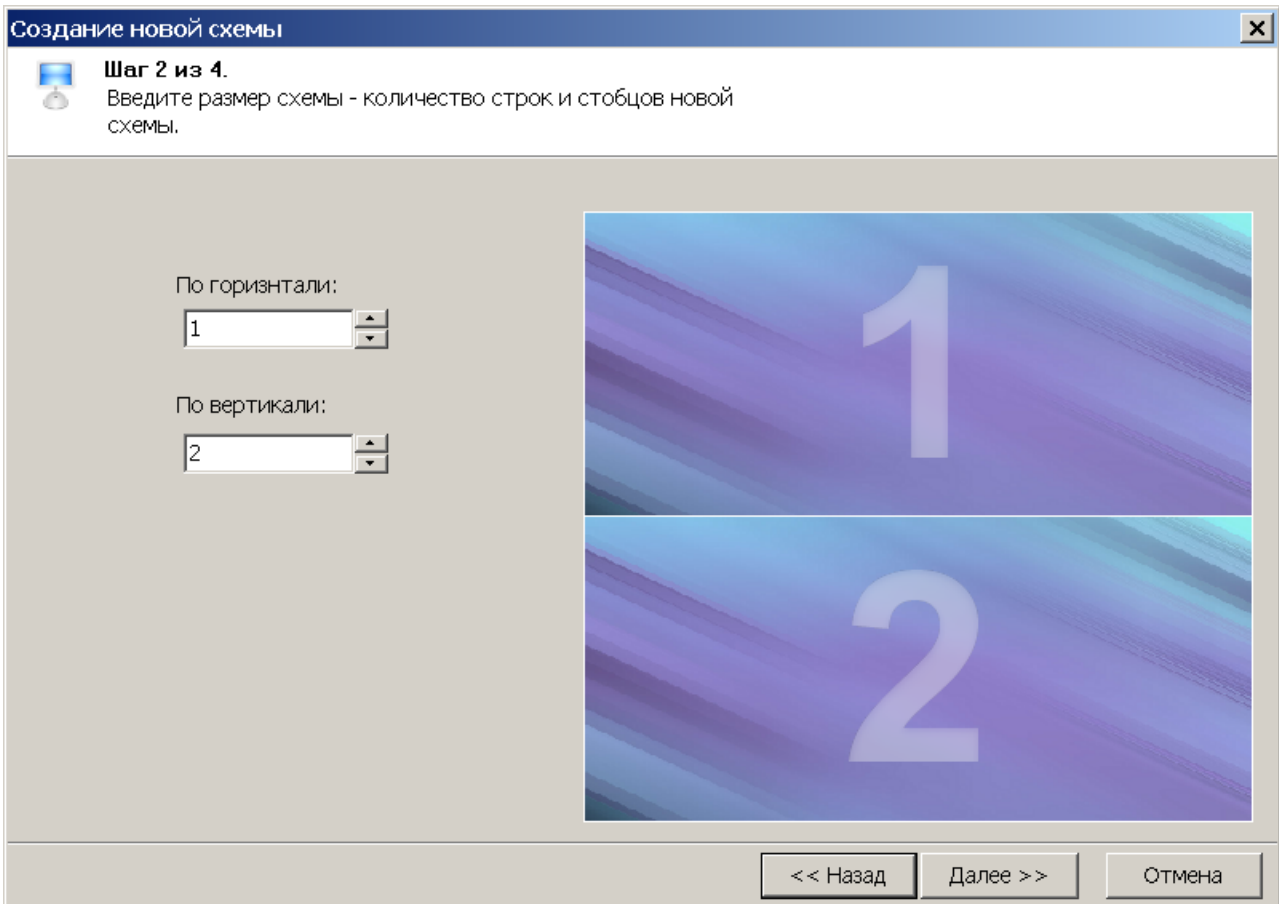 Создание новой схемы
Шаг 2 из 4.
Введите размер схемы - количество строк и стобцов новой
схемы.
По горизнтали:
1
По вертикали:
2
1
2
<< Назад
Далее >>
Отмена